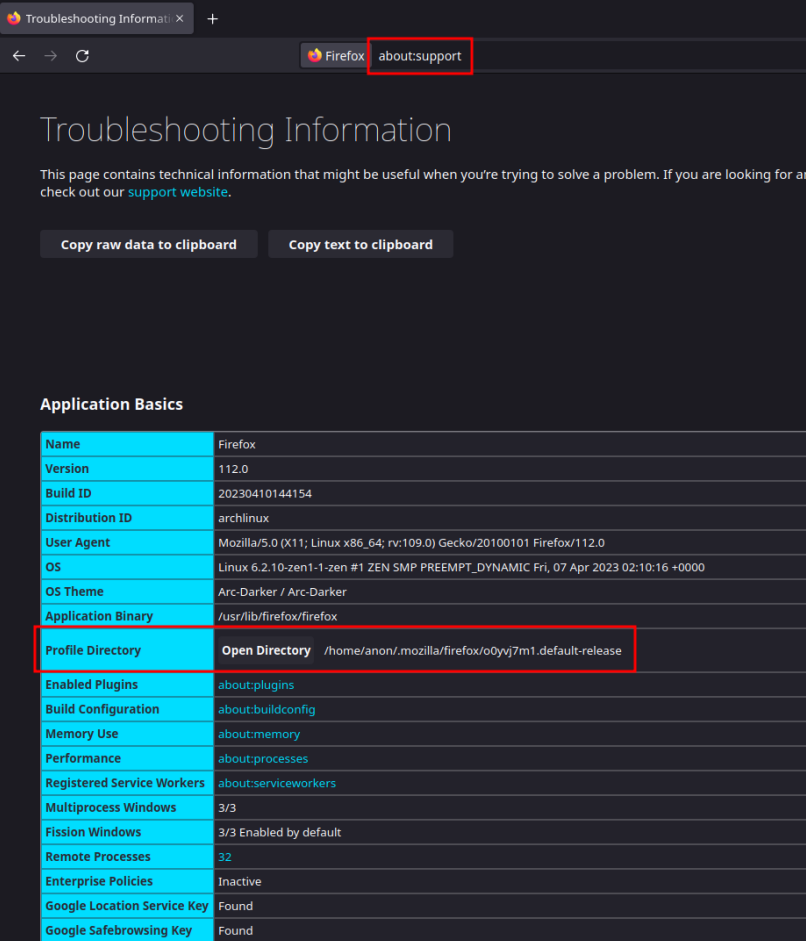 Troubleshooting Informati
Firefox about:support
Troubleshooting Information
This page contains technical information that might be useful when you're trying to solve a problem. If you are looking for
check out our support website.
Copy raw data to clipboard Copy text to clipboard
Application Basics
Name Firefox
Version 112.0
Build ID 20230410144154
Distribution ID archlinux
User Agent Mozilla/5.0 (X11; Linux x86_64; rv:109.0) Gecko/20100101 Firefox/112.0
OS Linux 6.2.10-zen1-1-zen #1 ZEN SMP PREEMPT_DYNAMIC Fri, 07 Apr 2023 02:10:16 +0000
OS Theme Arc-Darker / Arc-Darker
Application Binary /usr/lib/firefox/firefox
Profile Directory Open Directory /home/anon/.mozilla/firefox/o0yvj7m1.default-release
Enabled Plugins about:plugins
Build Configuration about:buildconfig
Memory Use about:memory
Performance about:processes
Registered Service Workers about:serviceworkers
Multiprocess Windows 3/3
Fission Windows 3/3 Enabled by default
Remote Processes 32
Enterprise Policies Inactive
Google Location Service Key Found
Google Safebrowsing Key Found